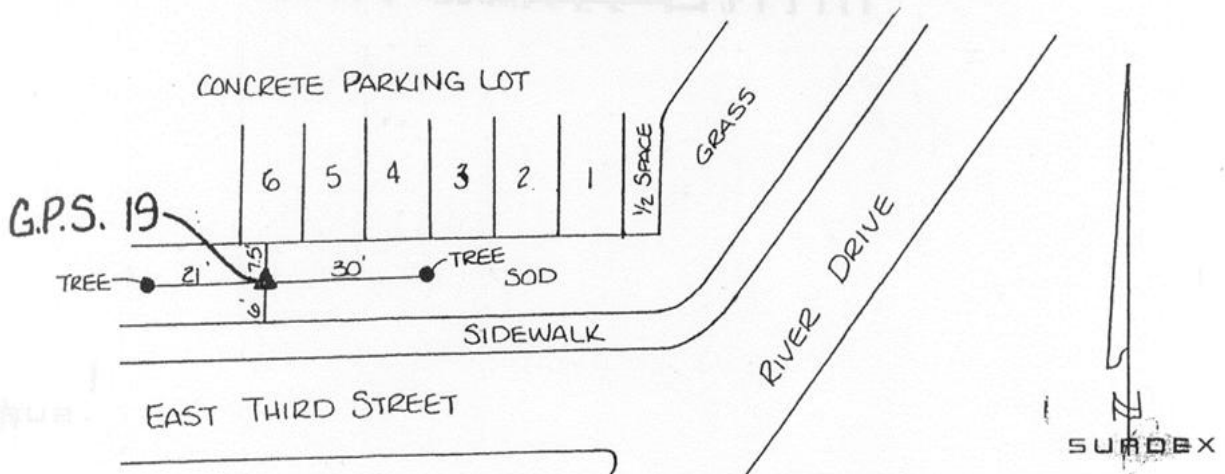 CONCRETE PARKING LOT
6 5 4 3 2 1 1/2 SPACE
GRASS
G.P.S. 19
TREE
21'
7.5'
6'
30'
TREE
SOD
SIDEWALK
RIVER DRIVE
EAST THIRD STREET
N
SURDEX